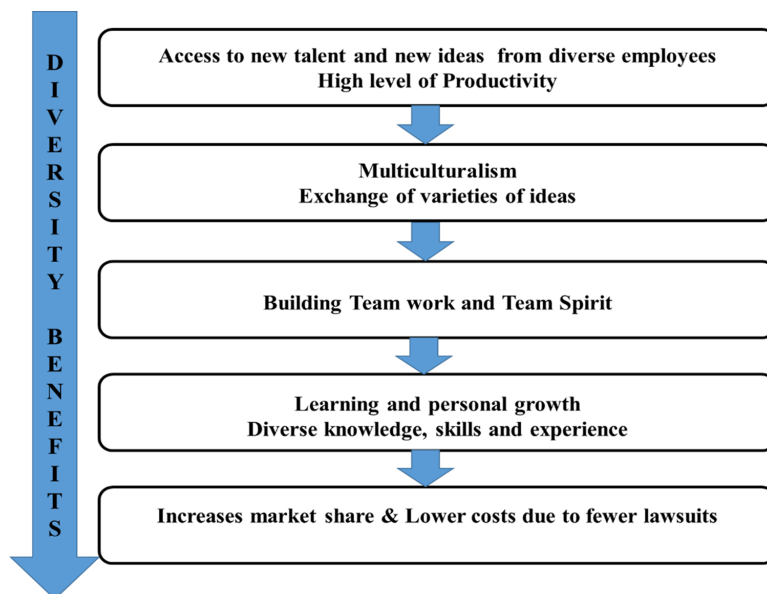 DIVERSITY BENEFITS
Access to new talent and new ideas from diverse employees
High level of Productivity
Multiculturalism
Exchange of varieties of ideas
Building Team work and Team Spirit
Learning and personal growth
Diverse knowledge, skills and experience
Increases market share & Lower costs due to fewer lawsuits